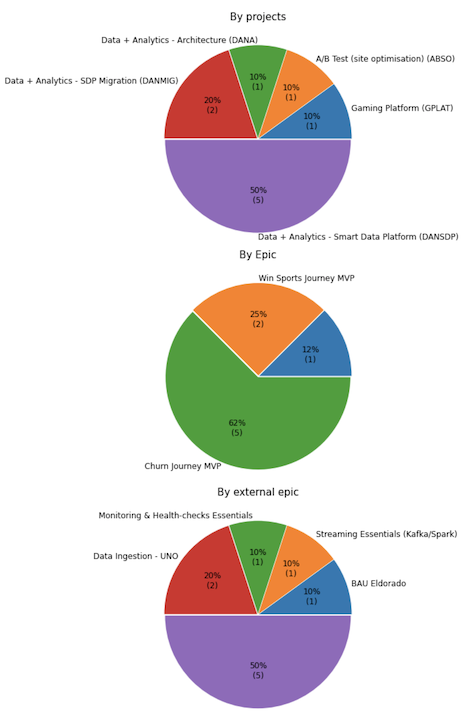 By projects
Data + Analytics - Architecture (DANA)
A/B Test (site optimisation) (ABSO)
Data + Analytics - SDP Migration (DANMIG)
Gaming Platform (GPLAT)
10%
(1)
10%
(1)
20%
(2)
10%
(1)
50%
(5)
Data + Analytics - Smart Data Platform (DANSDP)
By Epic
Win Sports Journey MVP
25%
(2)
12%
(1)
62%
(5)
Churn Journey MVP
By external epic
Monitoring & Health-checks Essentials
Streaming Essentials (Kafka/Spark)
Data Ingestion - UNO
10%
(1)
10%
(1)
20%
(2)
BAU Eldorado
10%
(1)
50%
(5)